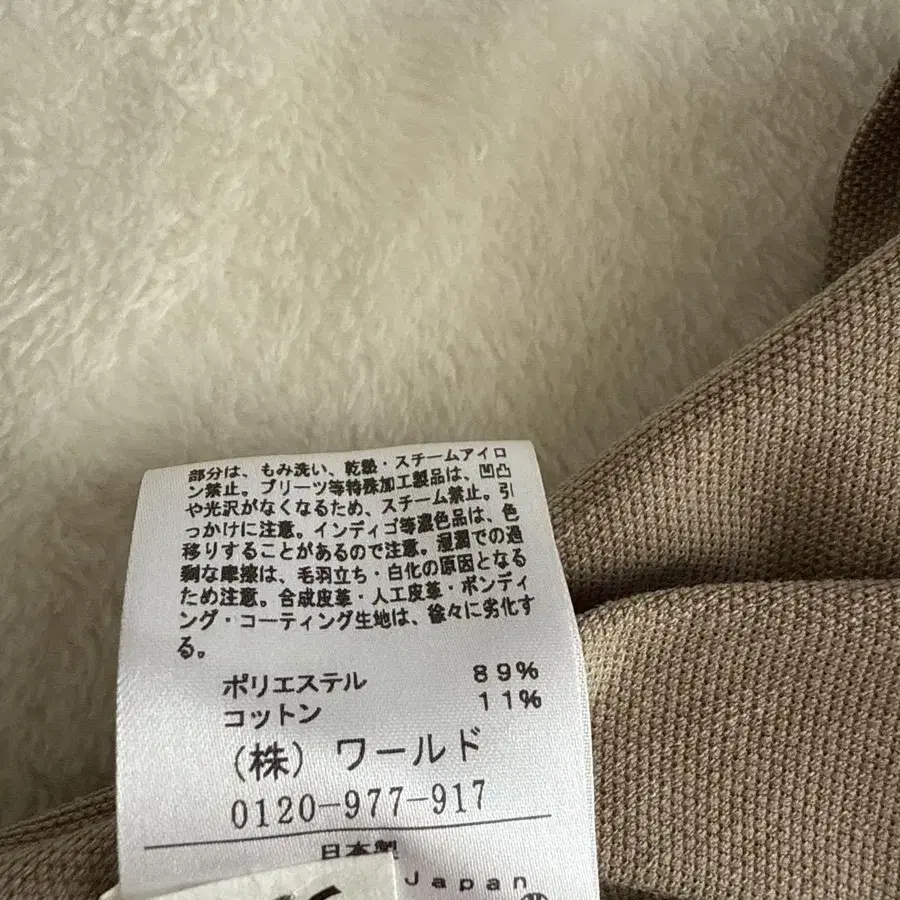 部分は、もみ洗い、乾燥・スチームアイロ
ン禁止。プリーツ等特殊加工製品は、凹凸
や光沢がなくなるため、スチーム禁止。引
っかけに注意。インディゴ等濃色品は、色
移りすることがあるので注意。湿潤での過
剰な摩擦は、毛羽立ち・白化の原因となる
ため注意。合成皮革・人工皮革・ボンディ
ング・コーティング生地は、徐々に劣化す
る。
ポリエステル 89%
コットン 11%
(株) ワールド
0120-977-917
日本製
Japan